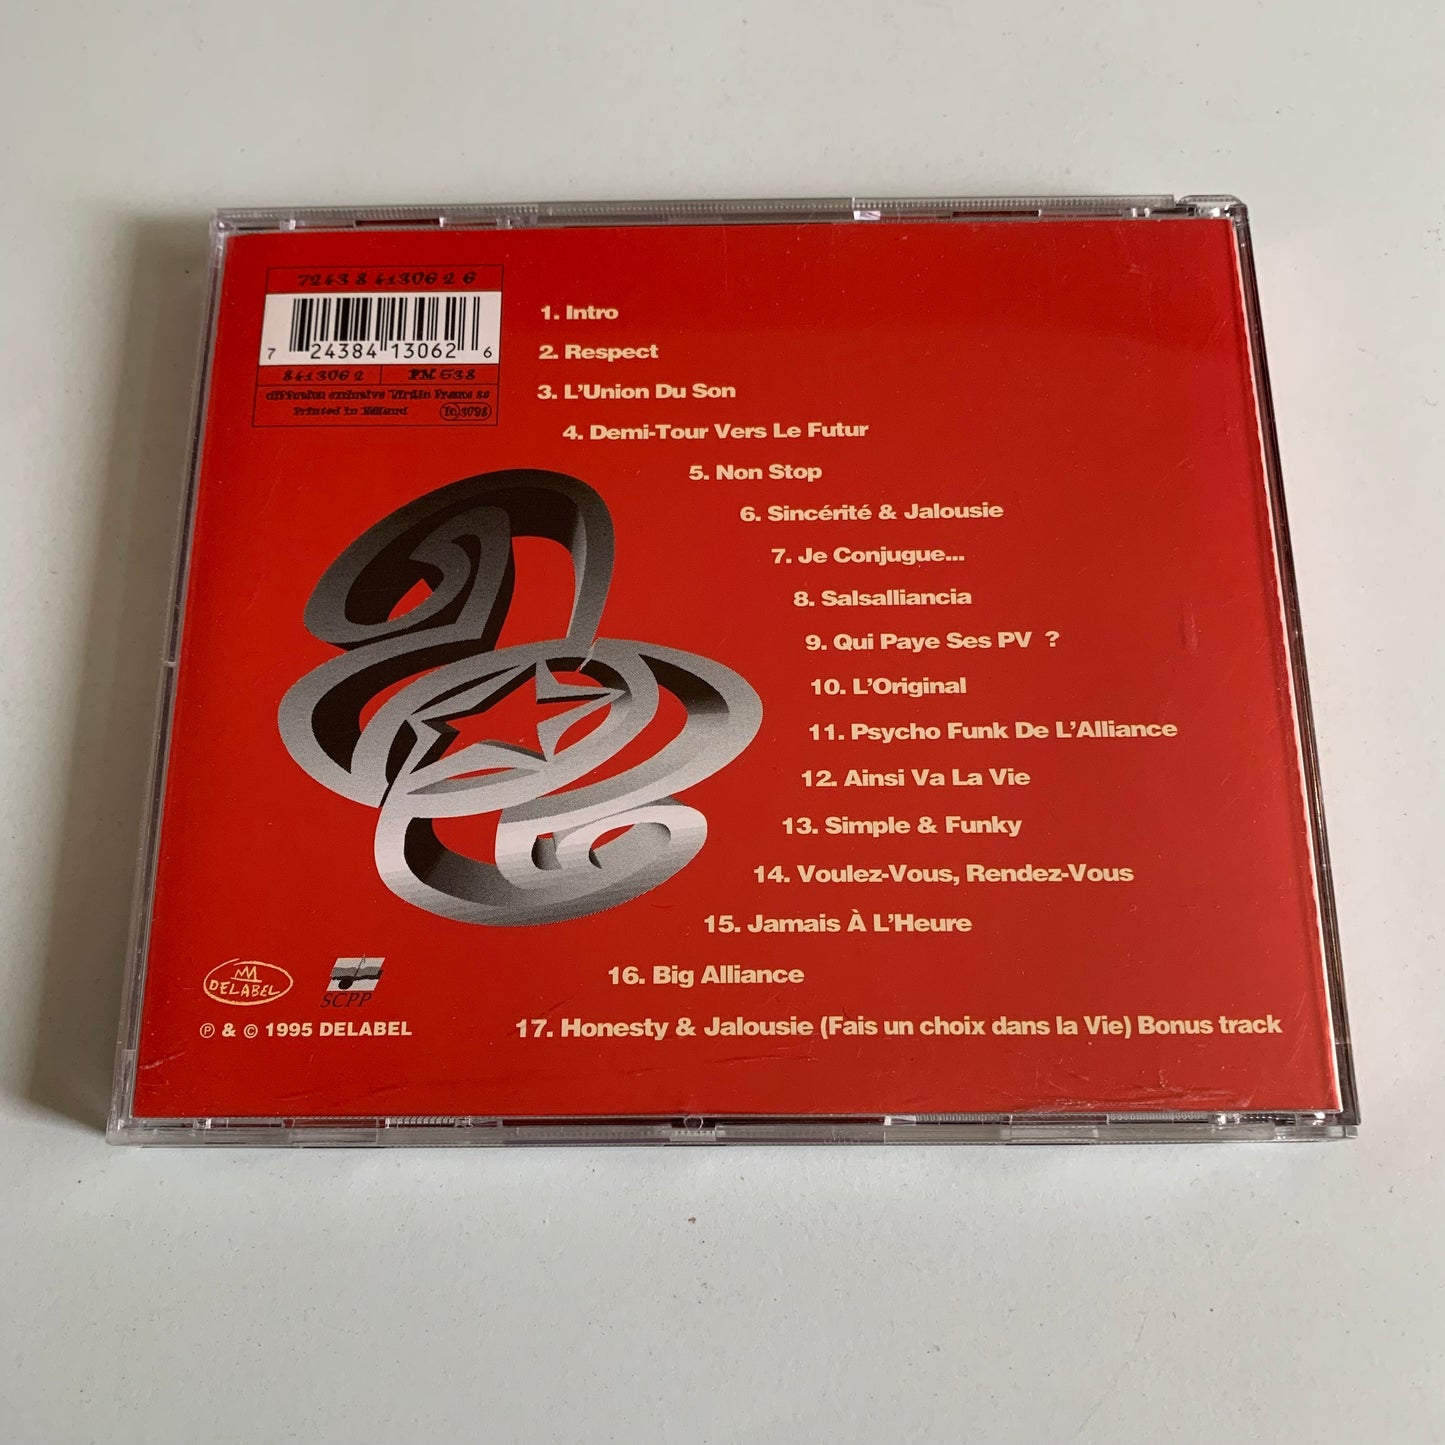 7243 8 41306 2 6
7 24384 13062 6
841306 2 PM 538
diffusion exclusive Virgin France sa
Printed in Holland
1. Intro
2. Respect
3. L'Union Du Son
4. Demi-Tour Vers Le Futur
5. Non Stop
6. Sincérité & Jalousie
7. Je Conjugue...
8. Salsalliancia
9. Qui Paye Ses PV ?
10. L'Original
11. Psycho Funk De L'Alliance
12. Ainsi Va La Vie
13. Simple & Funky
14. Voulez-Vous, Rendez-Vous
15. Jamais À L'Heure
16. Big Alliance
17. Honesty & Jalousie (Fais un choix dans la Vie) Bonus track
DELABEL
SCPP
℗ & © 1995 DELABEL